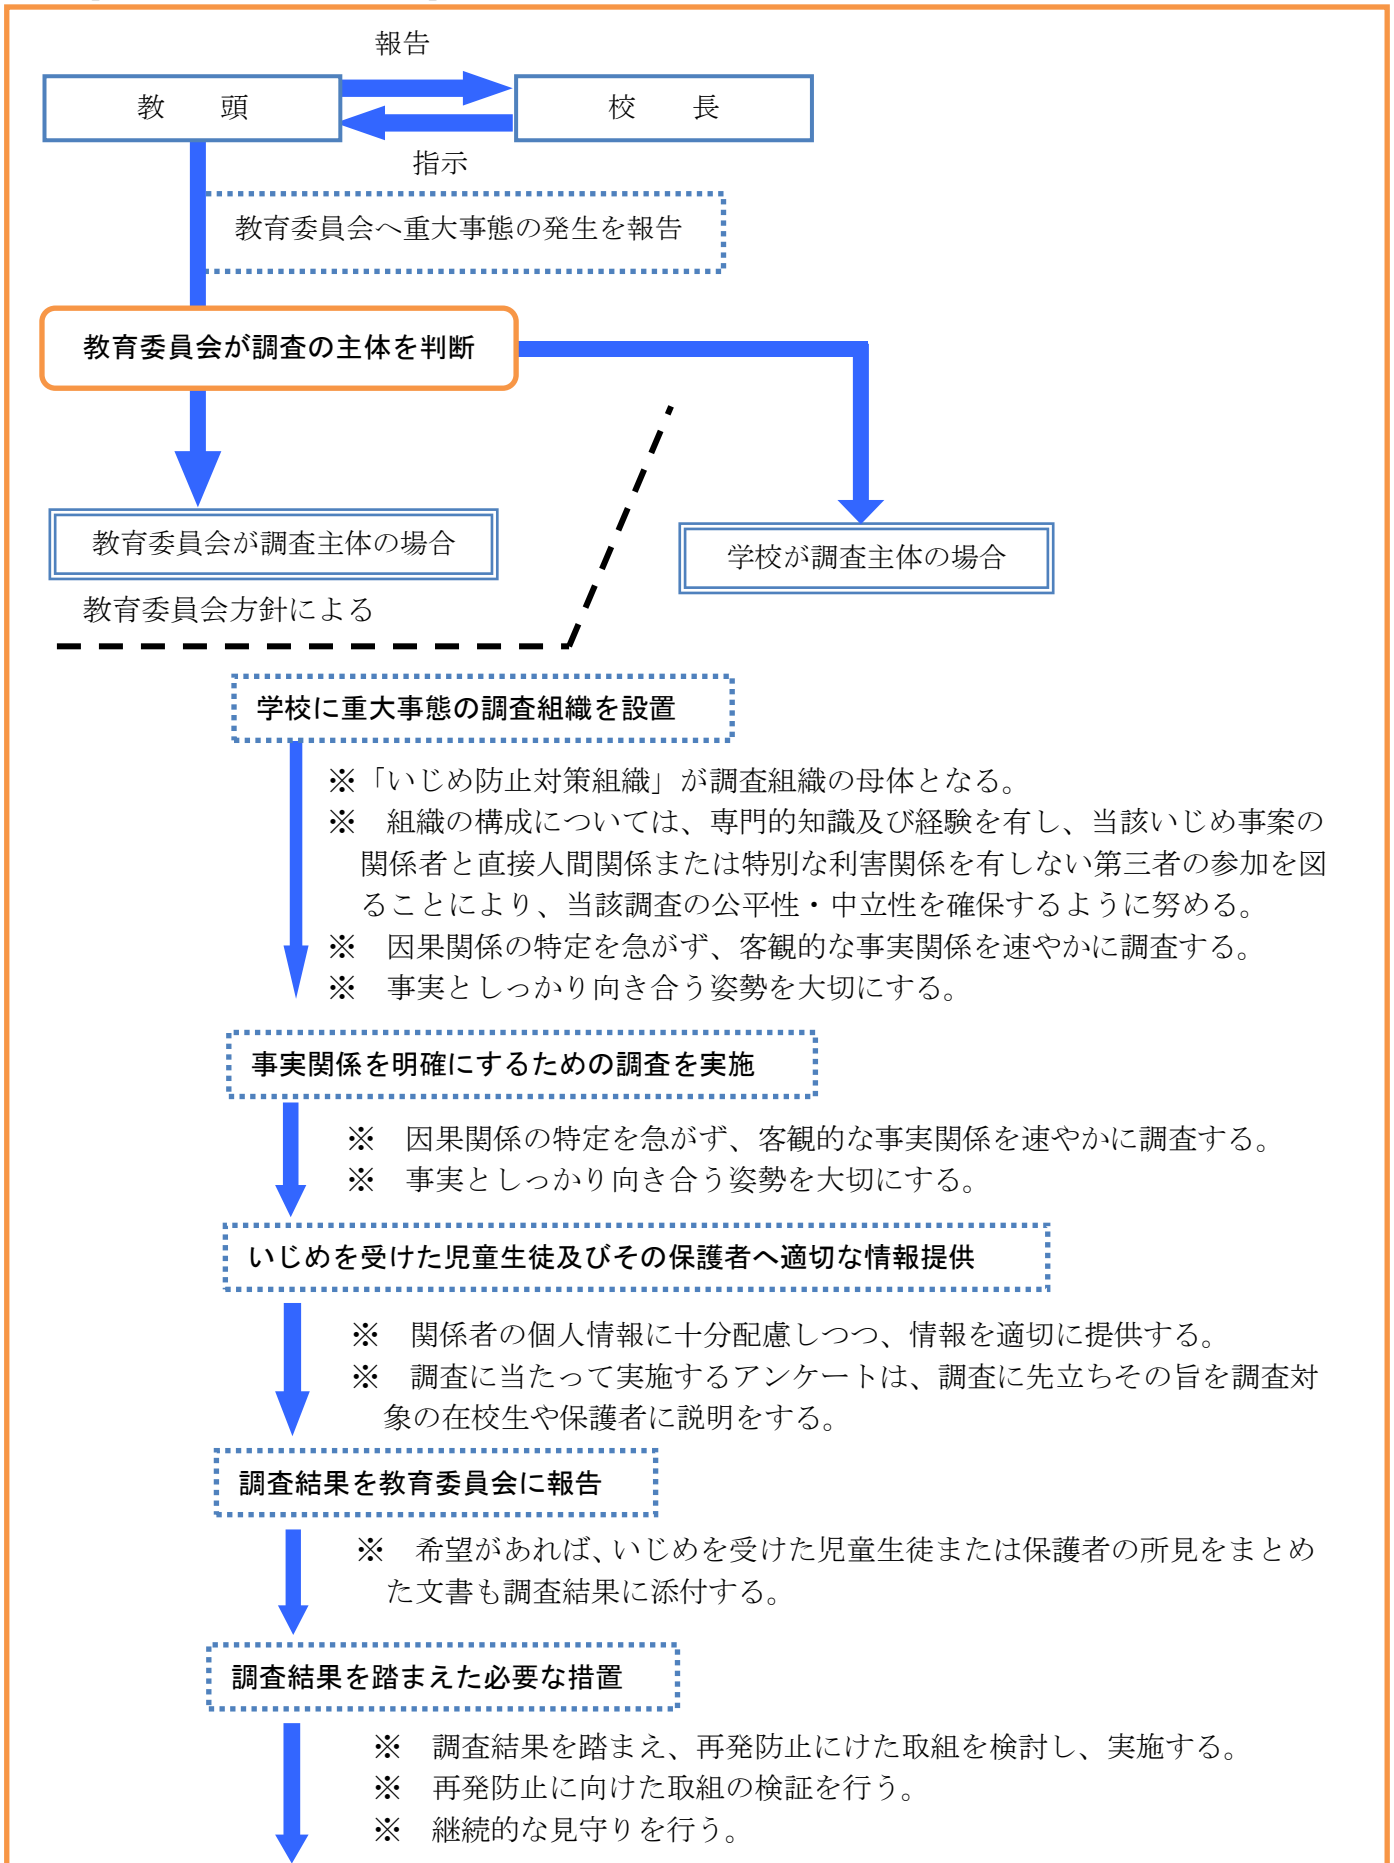 報告
教　　頭
校　　長
指示
教育委員会へ重大事態の発生を報告
教育委員会が調査の主体を判断
教育委員会が調査主体の場合
学校が調査主体の場合
教育委員会方針による
学校に重大事態の調査組織を設置
※「いじめ防止対策組織」が調査組織の母体となる。
※　組織の構成については、専門的知識及び経験を有し、当該いじめ事案の
関係者と直接人間関係または特別な利害関係を有しない第三者の参加を図
ることにより、当該調査の公平性・中立性を確保するように努める。
※　因果関係の特定を急がず、客観的な事実関係を速やかに調査する。
※　事実としっかり向き合う姿勢を大切にする。
事実関係を明確にするための調査を実施
※　因果関係の特定を急がず、客観的な事実関係を速やかに調査する。
※　事実としっかり向き合う姿勢を大切にする。
いじめを受けた児童生徒及びその保護者へ適切な情報提供
※　関係者の個人情報に十分配慮しつつ、情報を適切に提供する。
※　調査に当たって実施するアンケートは、調査に先立ちその旨を調査対
象の在校生や保護者に説明をする。
調査結果を教育委員会に報告
※　希望があれば、いじめを受けた児童生徒または保護者の所見をまとめ
た文書も調査結果に添付する。
調査結果を踏まえた必要な措置
※　調査結果を踏まえ、再発防止にけた取組を検討し、実施する。
※　再発防止に向けた取組の検証を行う。
※　継続的な見守りを行う。